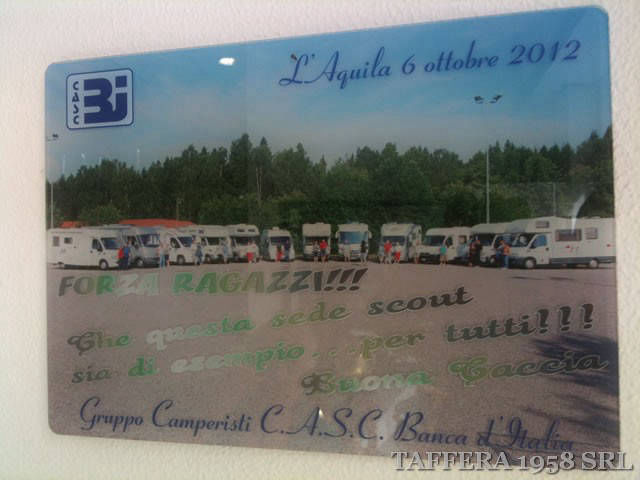 L'Aquila 6 ottobre 2012
CASC
BI
FORZA RAGAZZI!!!
Che questa sede scout
sia di esempio...per tutti!!!
Buona Caccia
Gruppo Camperisti C.A.S.C. Banca d'Italia
TAFFERA 1958 SRL